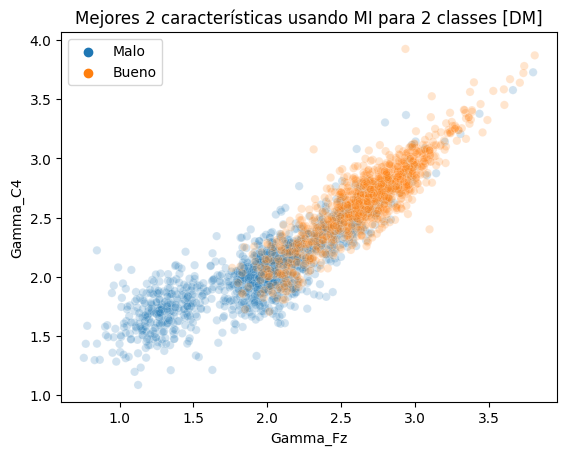 Mejores 2 características usando MI para 2 classes [DM]
Malo
Bueno
4.0
3.5
3.0
2.5
2.0
1.5
1.0
Gamma_C4
1.0
1.5
2.0
2.5
3.0
3.5
Gamma_Fz